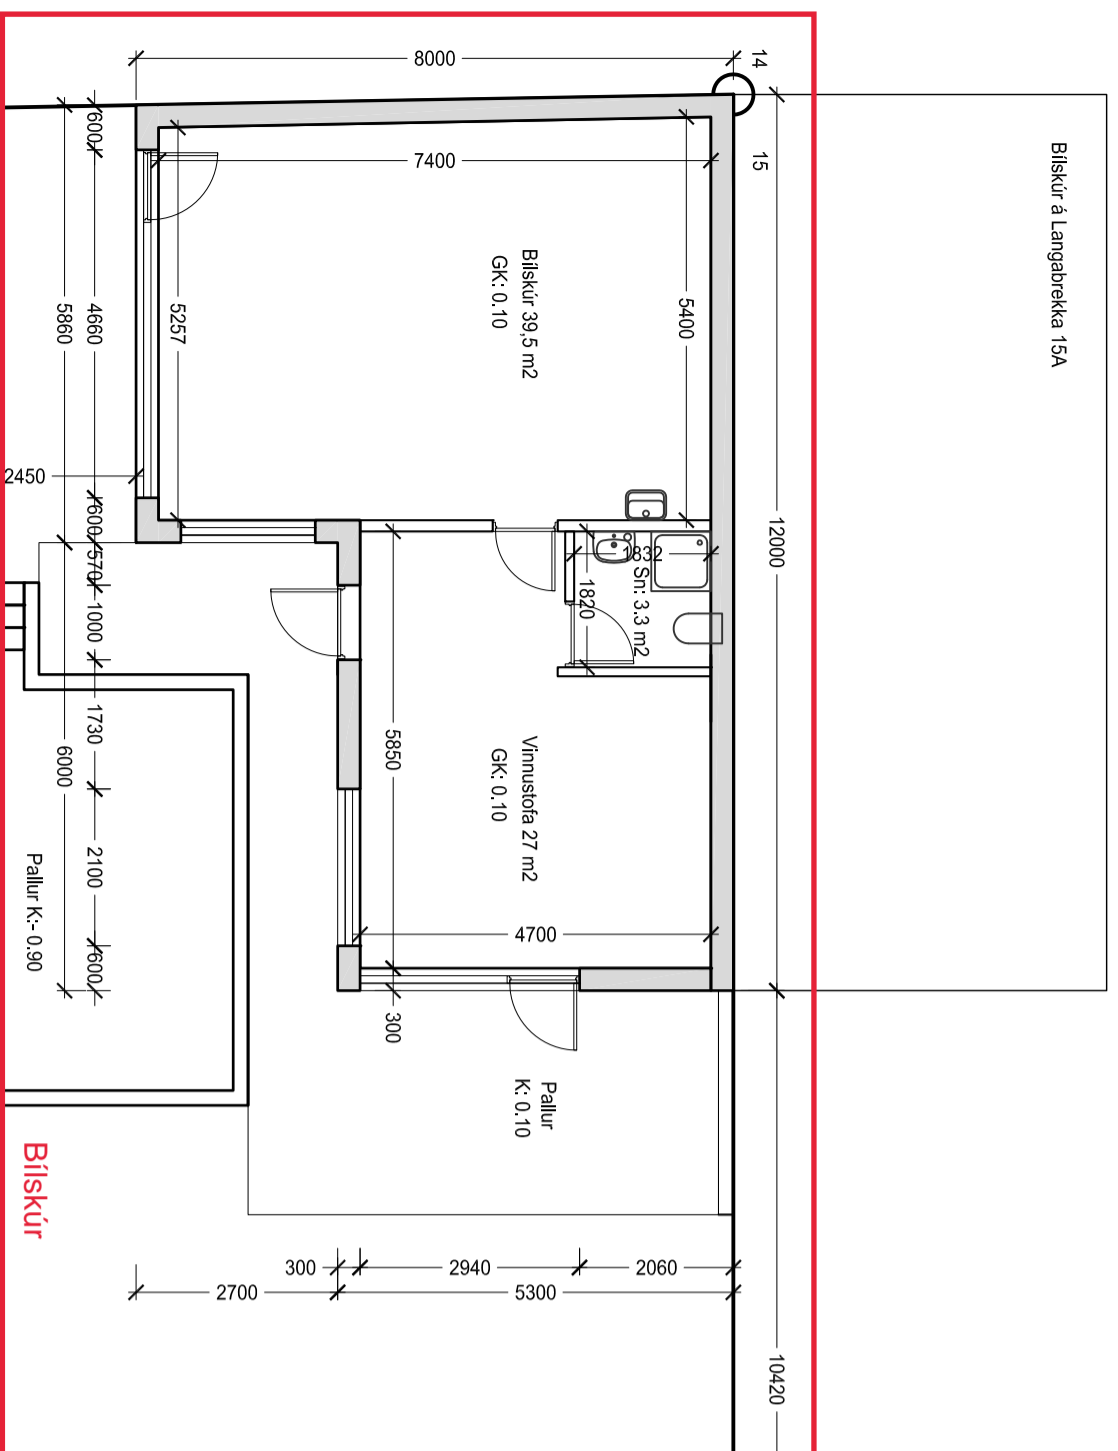 8000
14
15
7400
600
4660
5860
5257
5400
Bílskúr 39,5 m2
GK: 0.10
Bílskúr á Langabrekka 15A
12000
2450
600
570
1000
1730
6000
2100
600
1832
1820
Sn: 3.3 m2
5850
Vinnustofa 27 m2
GK: 0.10
4700
300
Pallur K:- 0.90
Pallur
K: 0.10
Bílskúr
300
2940
2060
2700
5300
10420